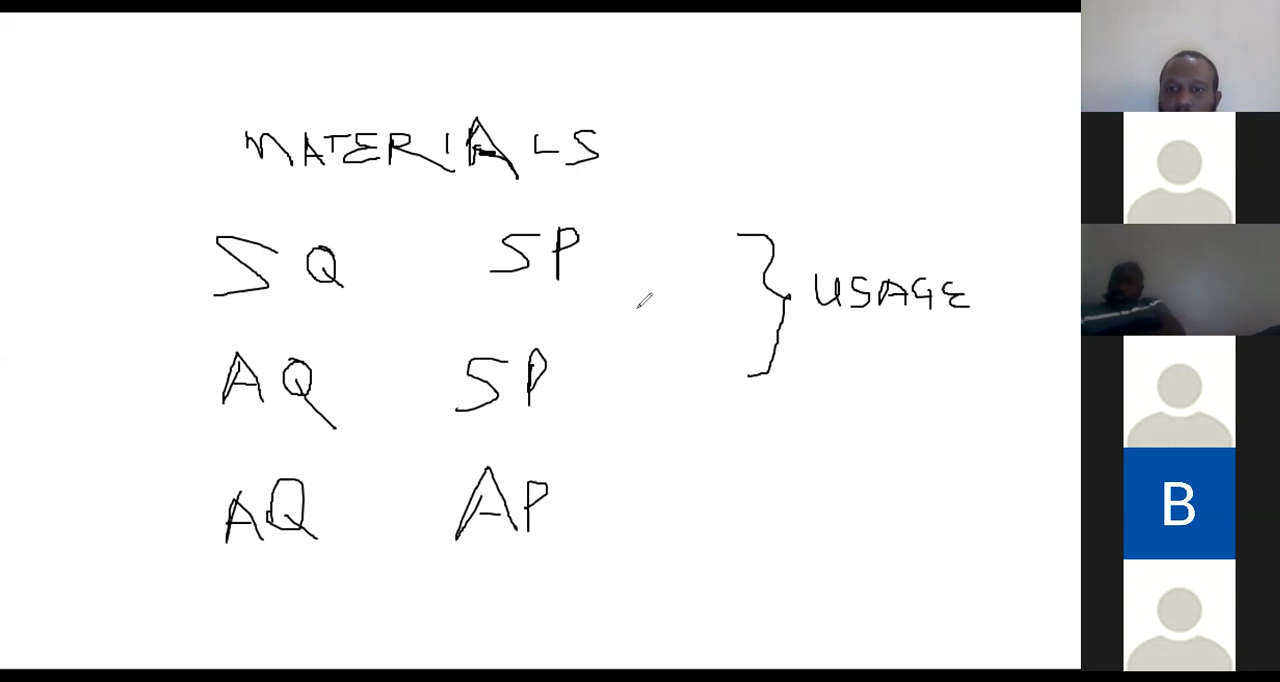 MATERIALS
SQ SP
USAGE
AQ SP
AQ AP
B